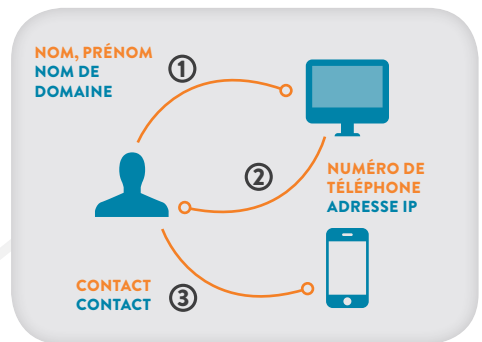 NOM, PRÉNOM
NOM DE
DOMAINE
1
2
NUMÉRO DE
TÉLÉPHONE
ADRESSE IP
CONTACT
CONTACT
3